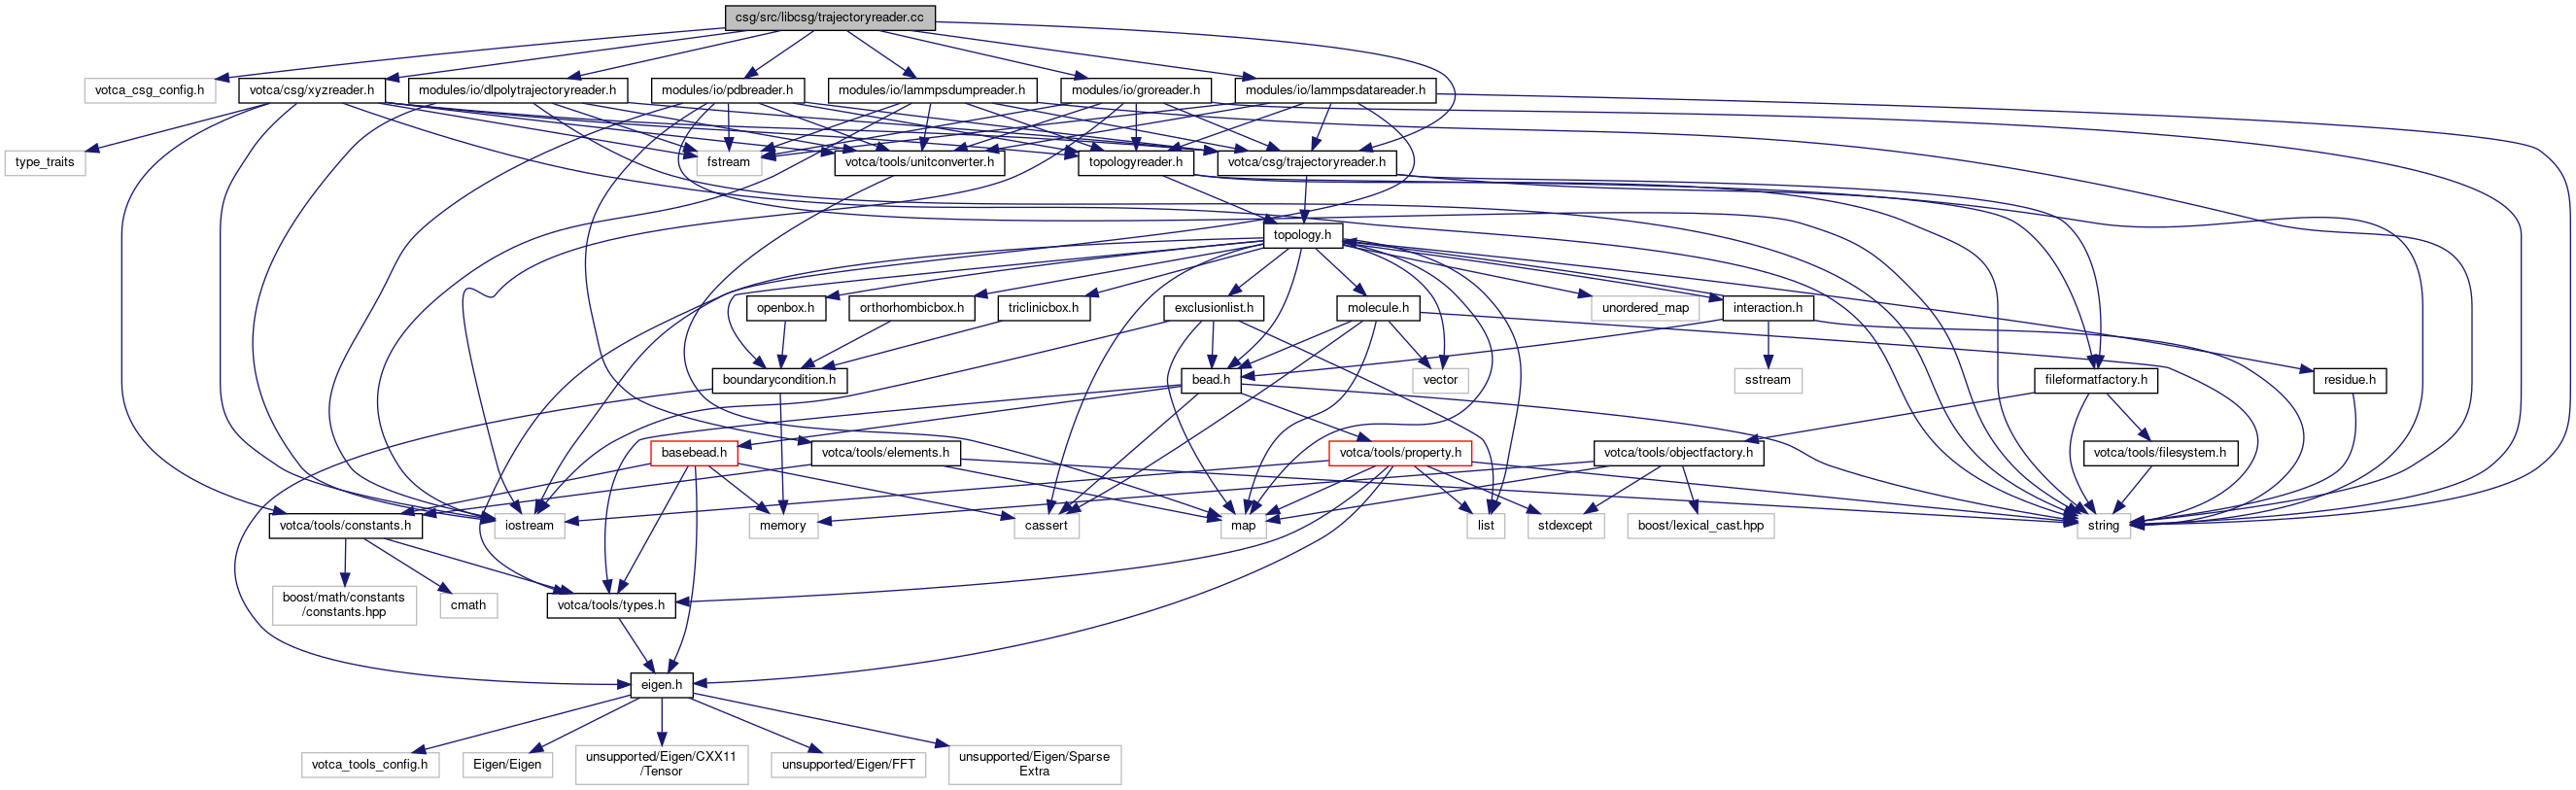 csg/src/libcsg/trajectoryreader.cc
votca_csg_config.h
votca/csg/xyzreader.h
modules/io/dlpolytrajectoryreader.h
modules/io/pdbreader.h
modules/io/lammpsdumpreader.h
modules/io/groreader.h
modules/io/lammpsdatareader.h
type_traits
fstream
votca/tools/unitconverter.h
topologyreader.h
votca/csg/trajectoryreader.h
topology.h
openbox.h
orthorhombicbox.h
triclinicbox.h
exclusionlist.h
molecule.h
unordered_map
interaction.h
boundarycondition.h
bead.h
vector
sstream
fileformatfactory.h
residue.h
basebead.h
votca/tools/elements.h
votca/tools/property.h
votca/tools/objectfactory.h
votca/tools/filesystem.h
votca/tools/constants.h
iostream
memory
cassert
map
list
stdexcept
boost/lexical_cast.hpp
string
boost/math/constants
/constants.hpp
cmath
votca/tools/types.h
eigen.h
votca_tools_config.h
Eigen/Eigen
unsupported/Eigen/CXX11
/Tensor
unsupported/Eigen/FFT
unsupported/Eigen/Sparse
Extra